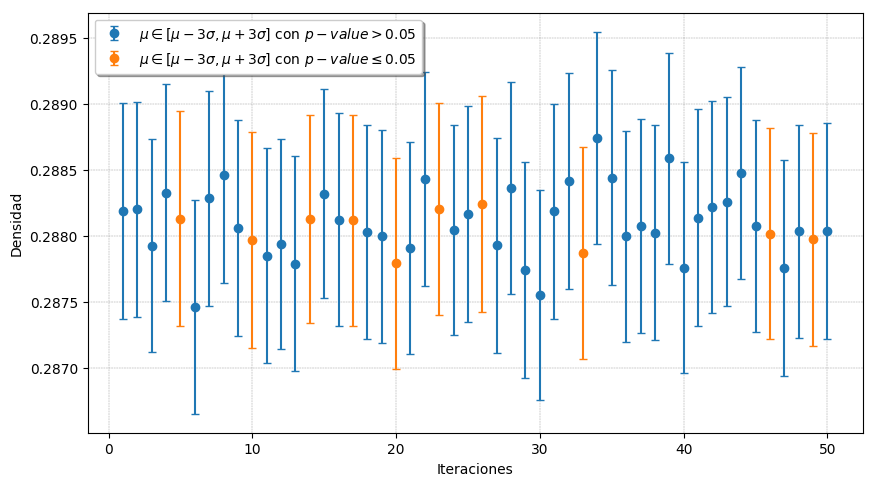 μ ∈ [μ − 3σ, μ + 3σ] con p − value > 0.05
μ ∈ [μ − 3σ, μ + 3σ] con p − value ≤ 0.05
Densidad
0.2895
0.2890
0.2885
0.2880
0.2875
0.2870
0 10 20 30 40 50
Iteraciones